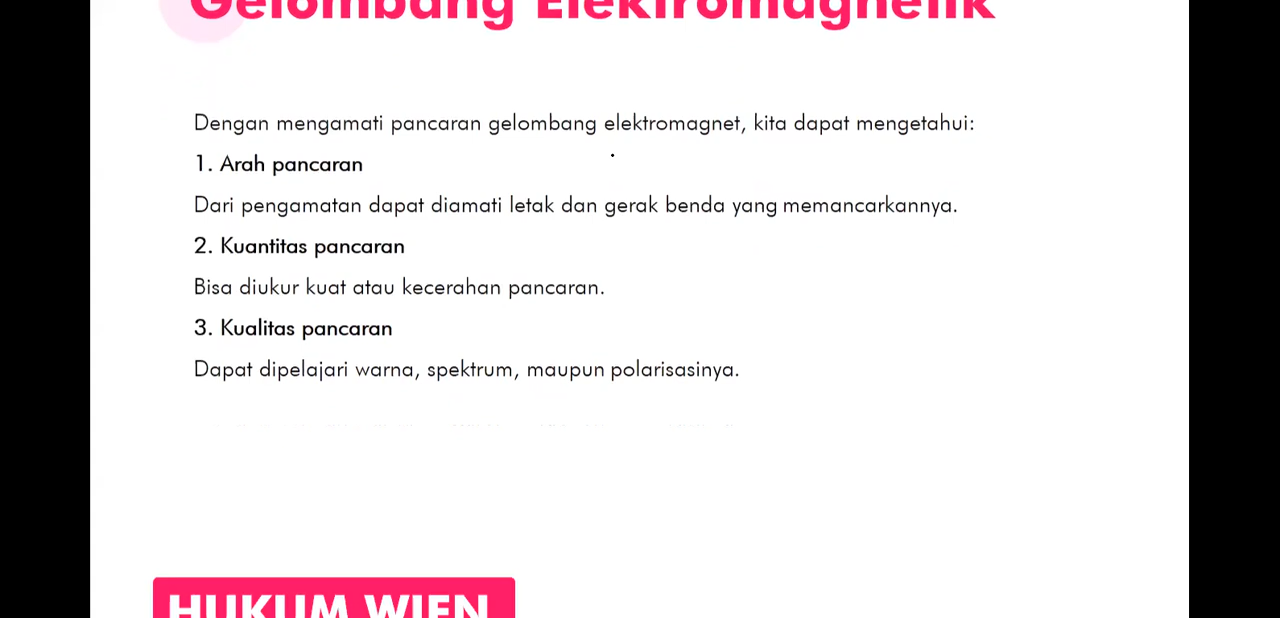 Gelombang Elektromagnetik
Dengan mengamati pancaran gelombang elektromagnet, kita dapat mengetahui:
1. Arah pancaran
Dari pengamatan dapat diamati letak dan gerak benda yang memancarkannya.
2. Kuantitas pancaran
Bisa diukur kuat atau kecerahan pancaran.
3. Kualitas pancaran
Dapat dipelajari warna, spektrum, maupun polarisasinya.
HUKUM WIEN